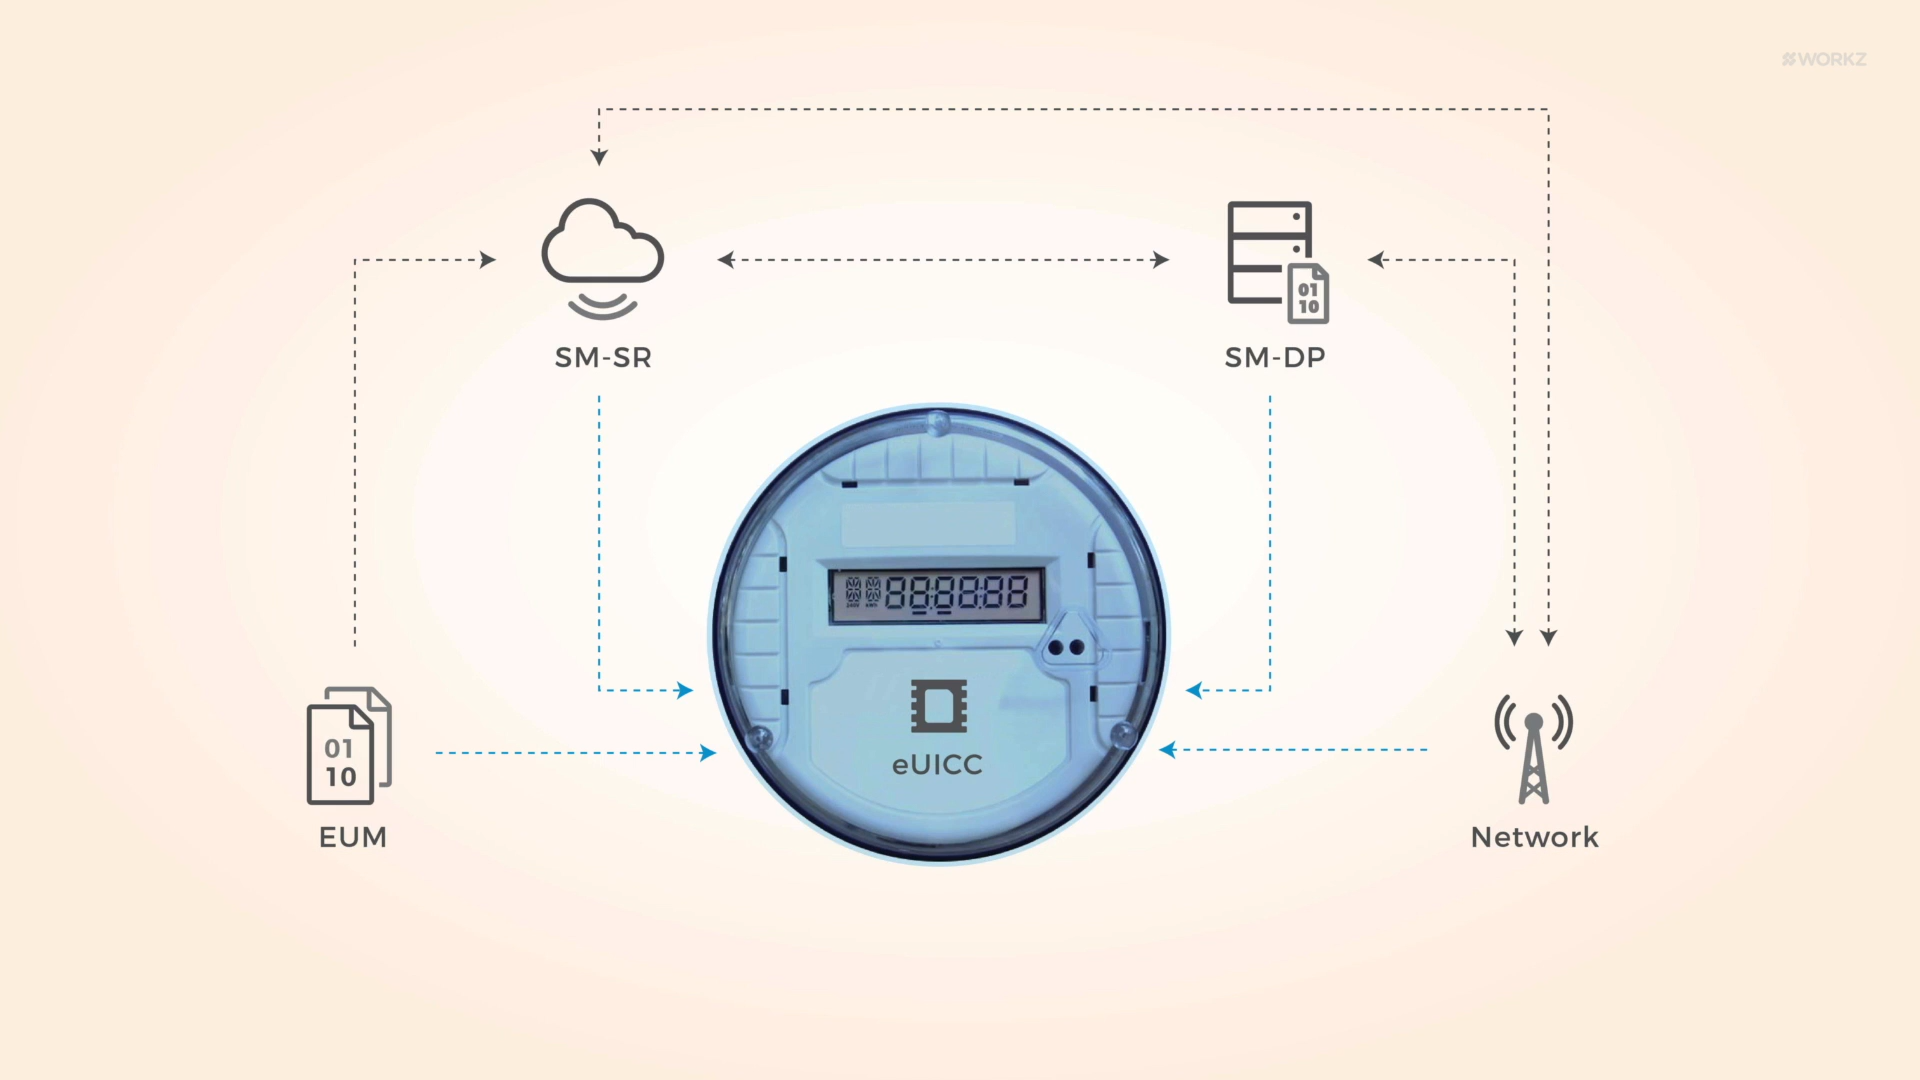 WORKZ
SM-SR
SM-DP
01
10
eUICC
01
10
EUM
Network